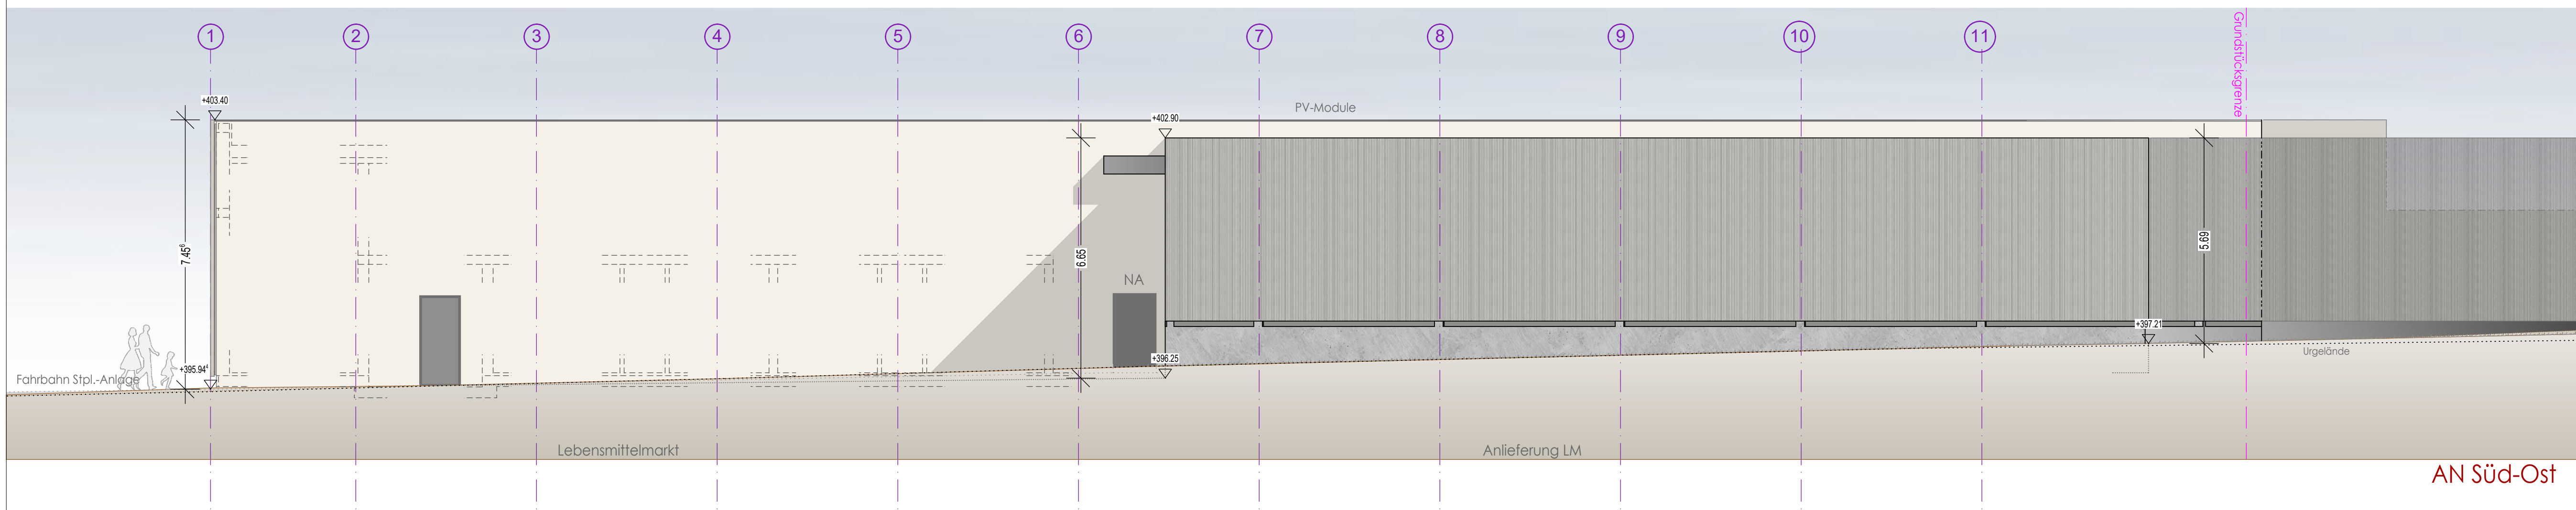 1 2 3 4 5 6 7 8 9 10 11
Grundstücksgrenze
+403.40
PV-Module
+402.90
7.45⁶
6.65
5.69
NA
+397.21
+396.25
+395.94⁴
Fahrbahn Stpl.-Anlage
Urgelände
Lebensmittelmarkt
Anlieferung LM
AN Süd-Ost